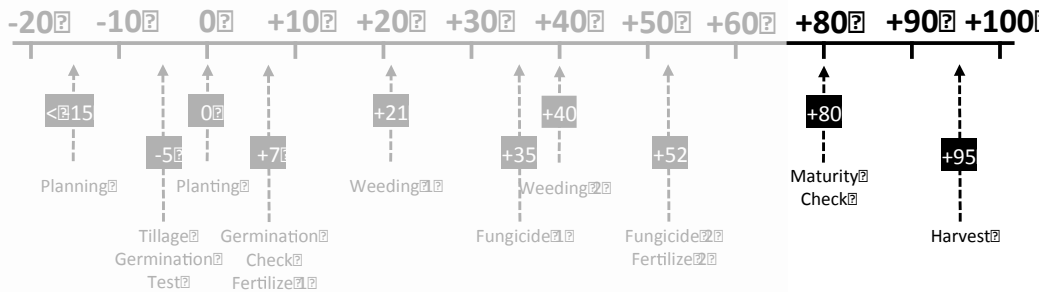 -20 -10 0 +10 +20 +30 +40 +50 +60 +80 +90 +100
<-15 0 +21 +40 +80
-5 +7 +35 +52 +95
Planning Planting Weeding 1 Weeding 2 Maturity
Check
Tillage Germination Fungicide 1 Fungicide 2 Harvest
Germination Check Fertilize 2
Test Fertilize 1